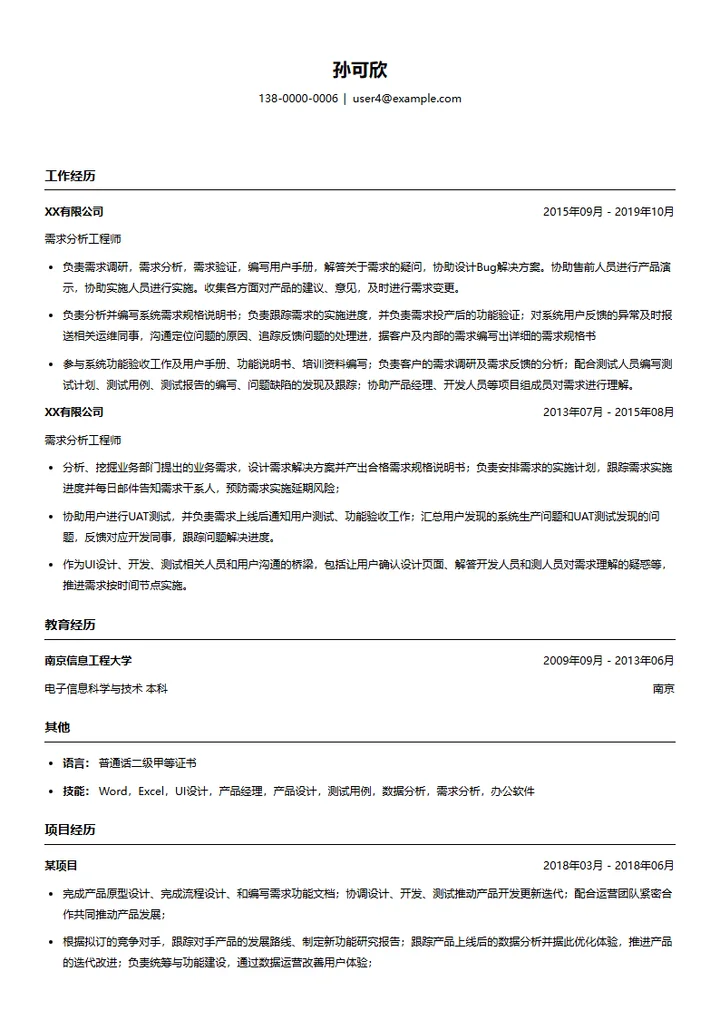 孙可欣
138-0000-0006 | user4@example.com
工作经历
XX有限公司 2015年09月 - 2019年10月
需求分析工程师
• 负责需求调研，需求分析，需求验证，编写用户手册，解答关于需求的疑问，协助设计Bug解决方案。协助售前人员进行产品演
示，协助实施人员进行实施。收集各方面对产品的建议、意见，及时进行需求变更。
• 负责分析并编写系统需求规格说明书；负责跟踪需求的实施进度，并负责需求投产后的功能验证；对系统用户反馈的异常及时报
送相关运维同事，沟通定位问题的原因、追踪反馈问题的处理进，据客户及内部的需求编写出详细的需求规格书
• 参与系统功能验收工作及用户手册、功能说明书、培训资料编写；负责客户的需求调研及需求反馈的分析；配合测试人员编写测
试计划、测试用例、测试报告的编写、问题缺陷的发现及跟踪；协助产品经理、开发人员等项目组成员对需求进行理解。
XX有限公司 2013年07月 - 2015年08月
需求分析工程师
• 分析、挖掘业务部门提出的业务需求，设计需求解决方案并产出合格需求规格说明书；负责安排需求的实施计划，跟踪需求实施
进度并每日邮件告知需求干系人，预防需求实施延期风险；
• 协助用户进行UAT测试，并负责需求上线后通知用户测试、功能验收工作；汇总用户发现的系统生产问题和UAT测试发现的问
题，反馈对应开发同事，跟踪问题解决进度。
• 作为UI设计、开发、测试相关人员和用户沟通的桥梁，包括让用户确认设计页面、解答开发人员和测人员对需求理解的疑惑等，
推进需求按时间节点实施。
教育经历
南京信息工程大学 2009年09月 - 2013年06月
电子信息科学与技术 本科 南京
其他
• 语言： 普通话二级甲等证书
• 技能： Word，Excel，UI设计，产品经理，产品设计，测试用例，数据分析，需求分析，办公软件
项目经历
某项目 2018年03月 - 2018年06月
• 完成产品原型设计、完成流程设计、和编写需求功能文档；协调设计、开发、测试推动产品开发更新迭代；配合运营团队紧密合
作共同推动产品发展；
• 根据拟订的竞争对手，跟踪对手产品的发展路线、制定新功能研究报告；跟踪产品上线后的数据分析并据此优化体验，推进产品
的迭代改进；负责统筹与功能建设，通过数据运营改善用户体验；